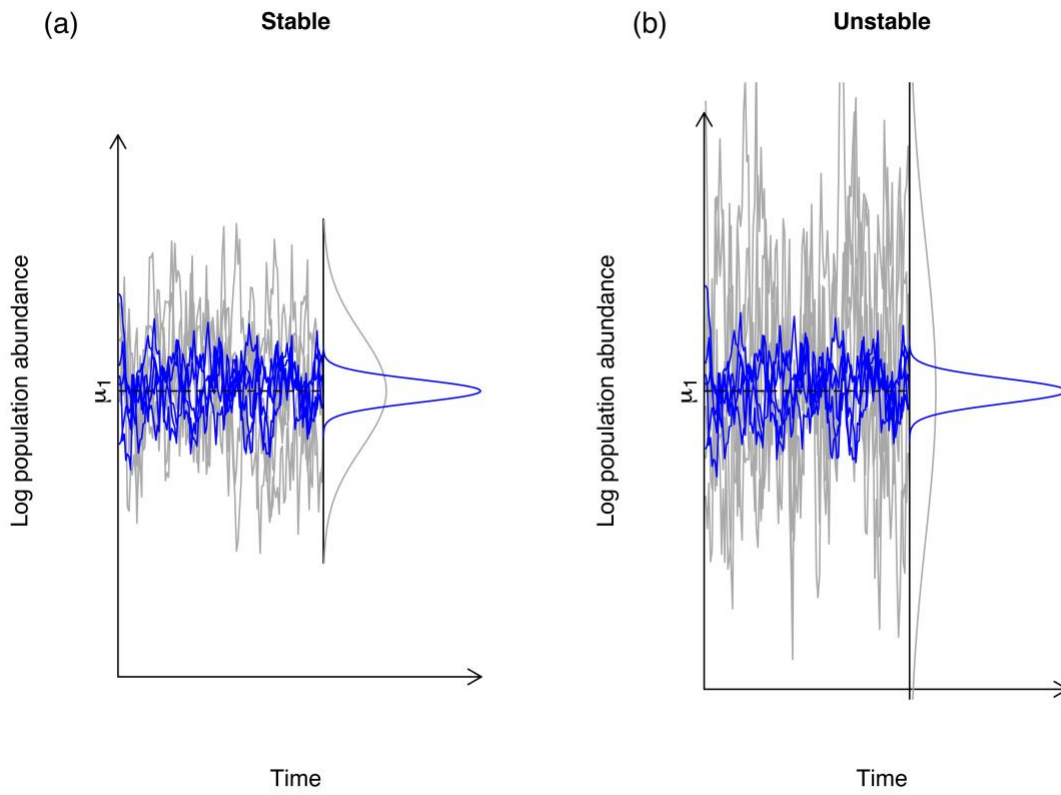 (a) Stable
Log population abundance
μ1
Time
(b) Unstable
Log population abundance
μ1
Time